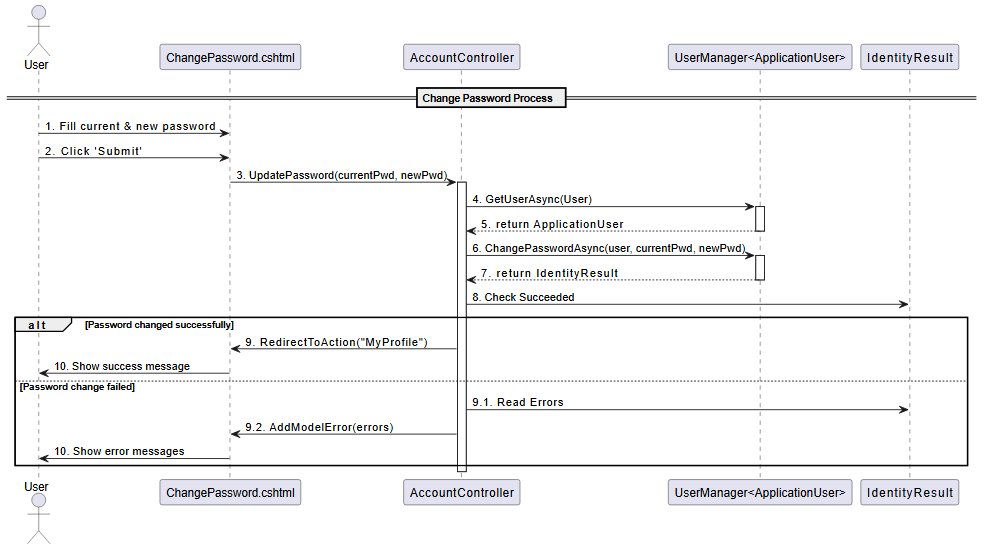 User
ChangePassword.cshtml
AccountController
UserManager<ApplicationUser>
IdentityResult
Change Password Process
1. Fill current & new password
2. Click 'Submit'
3. UpdatePassword(currentPwd, newPwd)
4. GetUserAsync(User)
5. return ApplicationUser
6. ChangePasswordAsync(user, currentPwd, newPwd)
7. return IdentityResult
8. Check Succeeded
alt
[Password changed successfully]
9. RedirectToAction("MyProfile")
10. Show success message
[Password change failed]
9.1. Read Errors
9.2. AddModelError(errors)
10. Show error messages
User
ChangePassword.cshtml
AccountController
UserManager<ApplicationUser>
IdentityResult